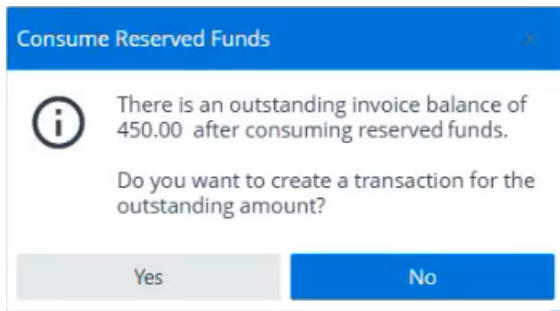 Consume Reserved Funds
There is an outstanding invoice balance of
450.00 after consuming reserved funds.
Do you want to create a transaction for the
outstanding amount?
Yes
No